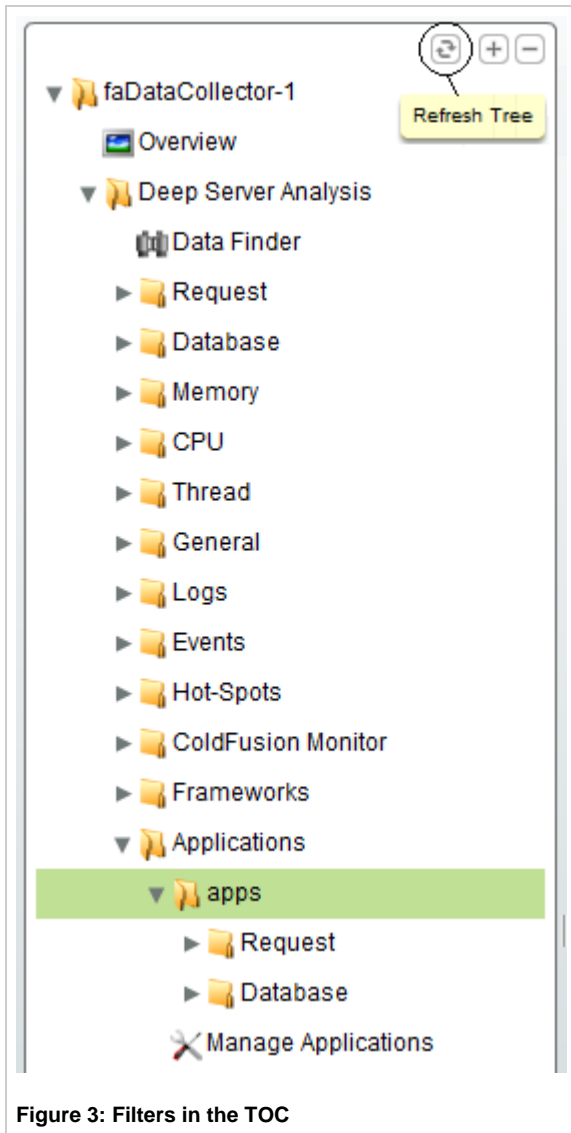 faDataCollector-1
Refresh Tree
Overview
Deep Server Analysis
Data Finder
Request
Database
Memory
CPU
Thread
General
Logs
Events
Hot-Spots
ColdFusion Monitor
Frameworks
Applications
apps
Request
Database
Manage Applications
Figure 3: Filters in the TOC